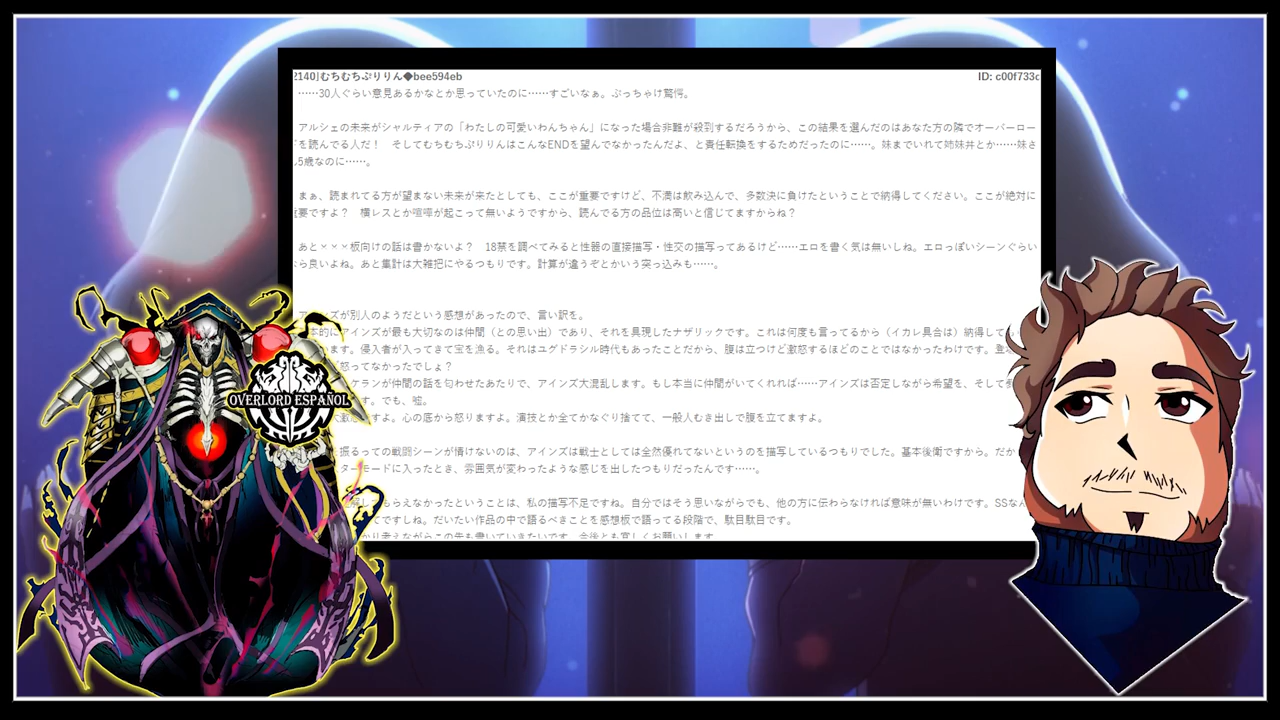 2140]むちむちぷりりん◆bee594eb
ID: c00f733c
……30人ぐらい意見あるかなとか思っていたのに……すごいなぁ。ぶっちゃけ驚愕。
アルシェの未来がシャルティアの「わたしの可愛いわんちゃん」になった場合非難が殺到するだろうから、この結果を選んだのはあなた方の隣でオーバーロー
を読んでる人だ！　そしてむちむちぷりりんはこんなENDを望んでなかったんだよ、と責任転換をするためだったのに……。妹までいれて姉妹丼とか……妹さ
5歳なのに……。
まぁ、読まれてる方が望まない未来が来たとしても、ここが重要ですけど、不満は飲み込んで、多数決に負けたということで納得してください。ここが絶対に
重要ですよ？　横レスとか喧嘩が起こって無いようですから、読んでる方の品位は高いと信じてますからね？
あと×××板向けの話は書かないよ？　18禁を調べてみると性器の直接描写・性交の描写ってあるけど……エロを書く気は無いしね。エロっぽいシーンぐらい
なら良いよね。あと集計は大雑把にやるつもりです。計算が違うぞとかいう突っ込みも……。
アインズが別人のようだという感想があったので、言い訳を。
本的にアインズが最も大切なのは仲間（との思い出）であり、それを具現したナザリックです。これは何度も言ってるから（イカレ具合は）納得して
ます。侵入者が入ってきて宝を漁る。それはユグドラシル時代もあったことだから、腹は立つけど激怒するほどのことではなかったわけです。登
怒ってなかったでしょ？
ケランが仲間の話を匂わせたあたりで、アインズ大混乱します。もし本当に仲間がいてくれれば……アインズは否定しながら希望を、そして
す。でも、嘘。
激怒ますよ。心の底から怒りますよ。演技とか全てかなぐり捨てて、一般人むき出しで腹を立てますよ。
振るっての戦闘シーンが情けないのは、アインズは戦士としては全然優れてないというのを描写しているつもりでした。基本後衛ですから。だか
ターモードに入ったとき、雰囲気が変わったような感じを出したつもりだったんです……。
もらえなかったということは、私の描写不足ですね。自分ではそう思いながらでも、他の方に伝わらなければ意味が無いわけです。SSなん
てですしね。だいたい作品の中で語るべきことを感想板で語ってる段階で、駄目駄目です。
かり考えながらこの先も書いていきたいです。今後とも宜しくお願いします
OVERLORD ESPAÑOL